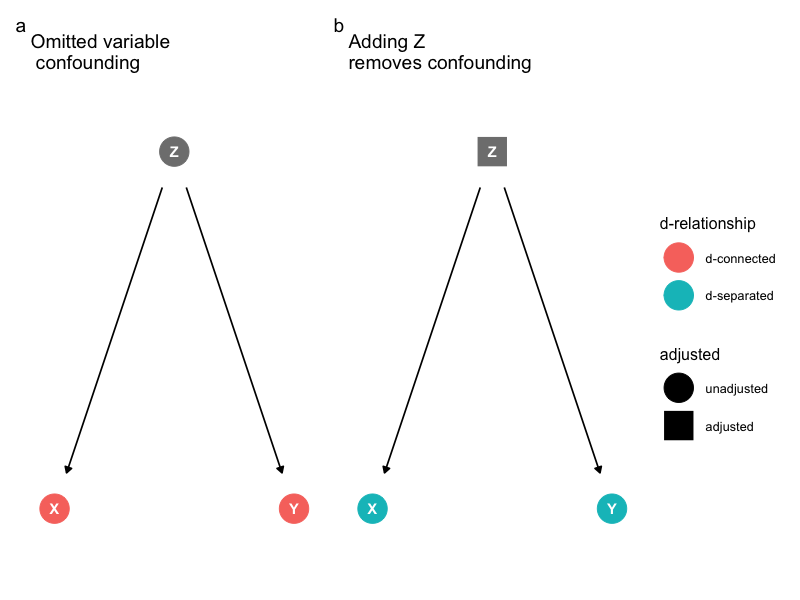 a
Omitted variable
confounding
b
Adding Z
removes confounding
Z
X
Y
Z
X
Y
d-relationship
d-connected
d-separated
adjusted
unadjusted
adjusted